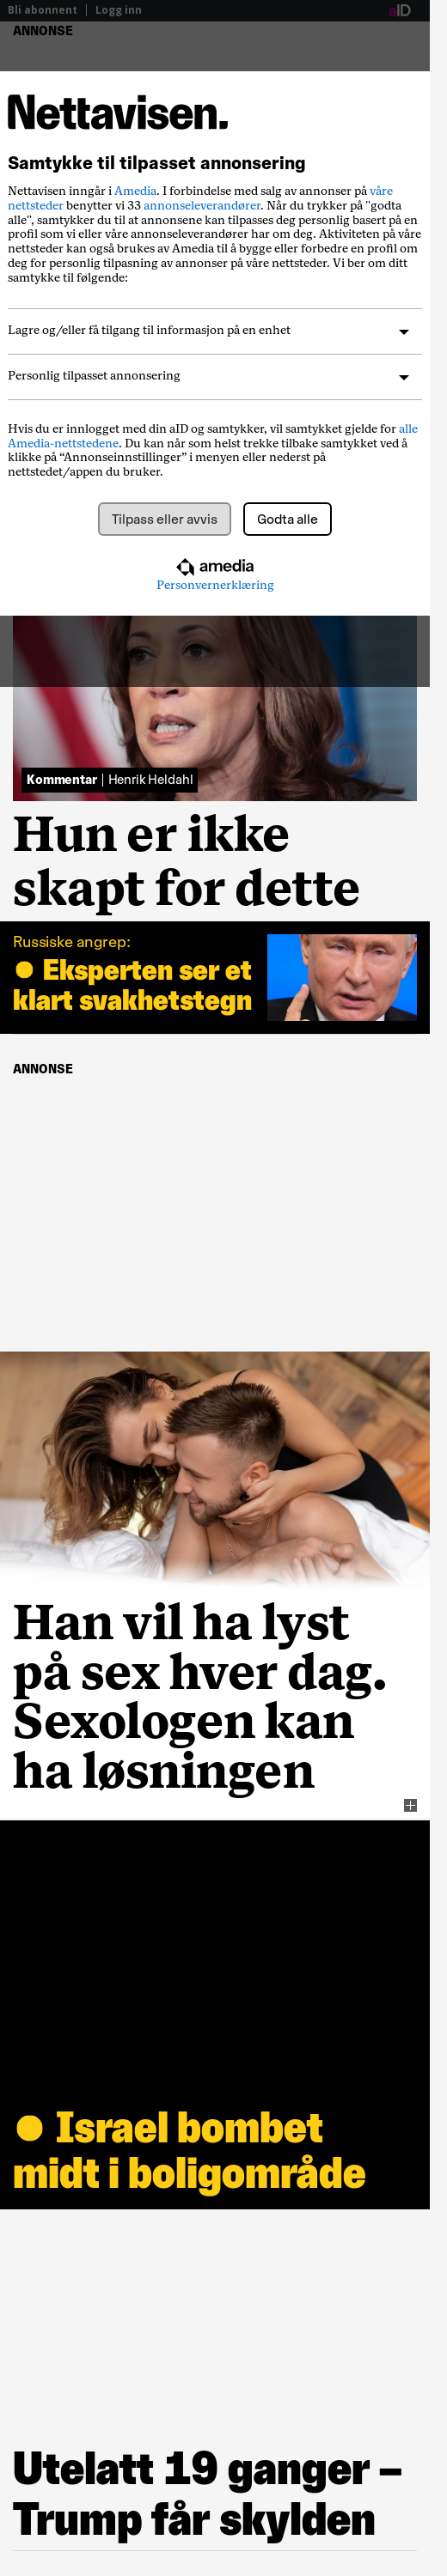 Bli abonnent | Logg inn
aID
ANNONSE
Nettavisen.
Samtykke til tilpasset annonsering
Nettavisen inngår i Amedia. I forbindelse med salg av annonser på våre
nettsteder benytter vi 33 annonseleverandører. Når du trykker på "godta
alle", samtykker du til at annonsene kan tilpasses deg personlig basert på en
profil som vi eller våre annonseleverandører har om deg. Aktiviteten på våre
nettsteder kan også brukes av Amedia til å bygge eller forbedre en profil om
deg for personlig tilpasning av annonser på våre nettsteder. Vi ber om ditt
samtykke til følgende:
Lagre og/eller få tilgang til informasjon på en enhet
Personlig tilpasset annonsering
Hvis du er innlogget med din aID og samtykker, vil samtykket gjelde for alle
Amedia-nettstedene. Du kan når som helst trekke tilbake samtykket ved å
klikke på “Annonseinnstillinger” i menyen eller nederst på
nettstedet/appen du bruker.
Tilpass eller avvis
Godta alle
amedia
Personvernerklæring
Kommentar | Henrik Heldahl
Hun er ikke
skapt for dette
Russiske angrep:
Eksperten ser et
klart svakhetstegn
ANNONSE
Han vil ha lyst
på sex hver dag.
Sexologen kan
ha løsningen
Israel bombet
midt i boligområde
Utelatt 19 ganger –
Trump får skylden